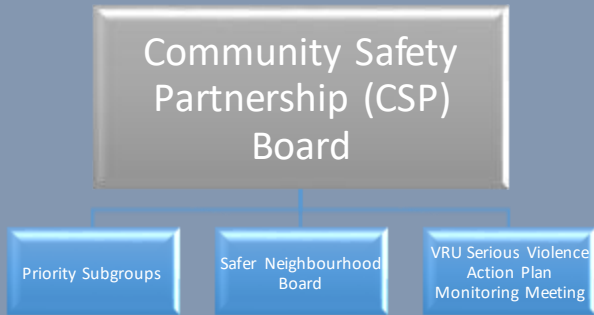 Community Safety
Partnership (CSP)
Board
Priority Subgroups
Safer Neighbourhood
Board
VRU Serious Violence
Action Plan
Monitoring Meeting